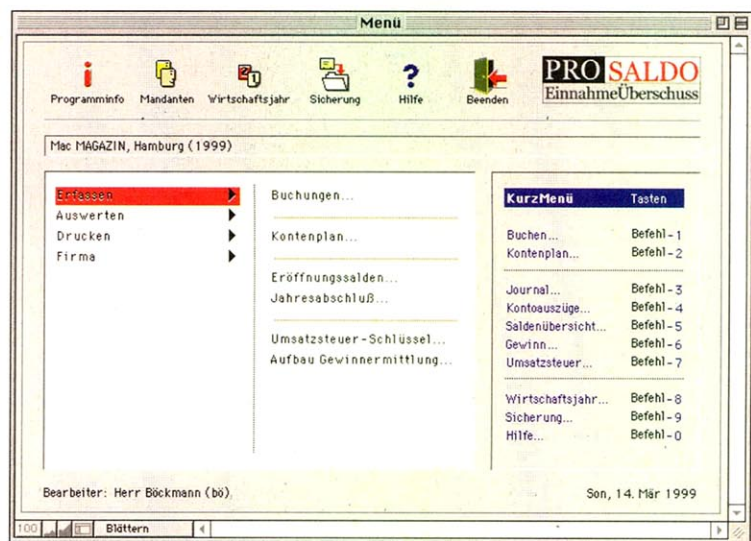 Menü
Programminfo Mandanten Wirtschaftsjahr Sicherung Hilfe Beenden
PRO SALDO
EinnahmeÜberschuss
Mac MAGAZIN, Hamburg (1999)
Erfassen
Auswerten
Drucken
Firma
Buchungen...
Kontenplan...
Eröffnungssalden...
Jahresabschluß...
Umsatzsteuer-Schlüssel...
Aufbau Gewinnermittlung...
KurzMenü Tasten
Buchen... Befehl-1
Kontenplan... Befehl-2
Journal... Befehl-3
Kontoauszüge... Befehl-4
Saldenübersicht... Befehl-5
Gewinn... Befehl-6
Umsatzsteuer... Befehl-7
Wirtschaftsjahr... Befehl-8
Sicherung... Befehl-9
Hilfe... Befehl-0
Bearbeiter: Herr Böckmann (bö)
Son, 14. Mär 1999
100 Blättern